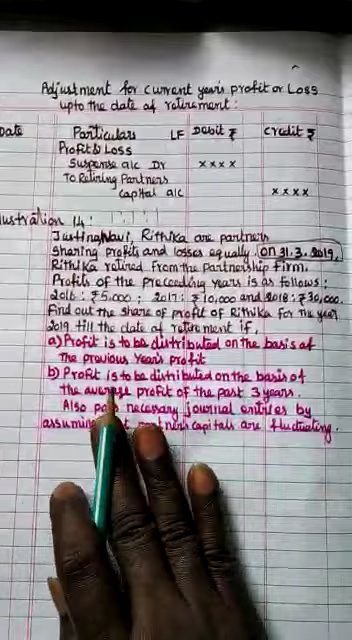 Adjustment for current year's profit or Loss
upto the date of retirement:
Date Particulars LF Debit ₹ Credit ₹
Profit & Loss
Suspense a/c Dr xxxx
To Retiring Partners
Capital a/c xxxx
lustration 14:
Justina, Navi, Rithika are partners
sharing profits and losses equally. on 31.3.2019,
Rithika retired from the partnership firm.
Profits of the preceeding years is as follows:
2016: ₹5,000; 2017: ₹10,000 and 2018: ₹30,000.
Find out the share of profit of Rithika for the year
2019 till the date of retirement if,
a) Profit is to be distributed on the basis of
the previous Year's profit
b) Profit is to be distributed on the basis of
the average profit of the past 3 years.
Also necessary journal entries by
partners capitals are fluctuating.